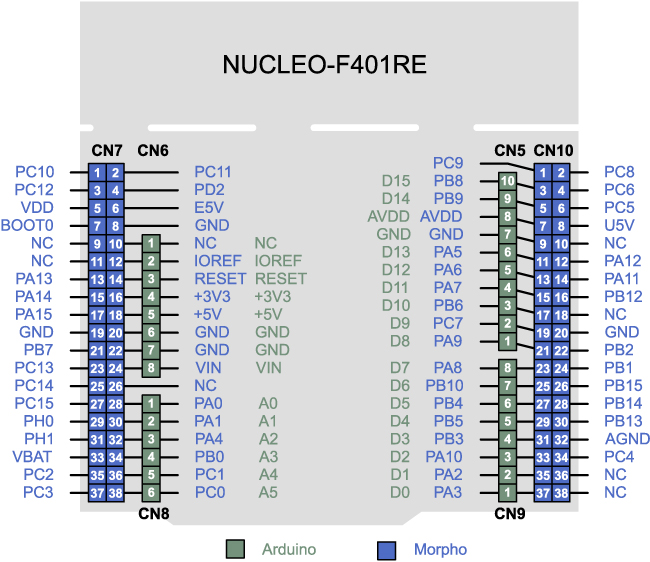 NUCLEO-F401RE
CN7 CN6 CN5 CN10
PC9
PC10 1 2 PC11 D15 PB8 10 1 2 PC8
PC12 3 4 PD2 D14 PB9 9 3 4 PC6
VDD 5 6 E5V AVDD AVDD 8 5 6 PC5
BOOT0 7 8 GND GND GND 7 7 8 U5V
NC 9 10 1 NC NC D13 PA5 6 9 10 NC
NC 11 12 2 IOREF IOREF D12 PA6 5 11 12 PA12
PA13 13 14 3 RESET RESET D11 PA7 4 13 14 PA11
PA14 15 16 4 +3V3 +3V3 D10 PB6 3 15 16 PB12
PA15 17 18 5 +5V +5V D9 PC7 2 17 18 NC
GND 19 20 6 GND GND D8 PA9 1 19 20 GND
PB7 21 22 7 GND GND 21 22 PB2
PC13 23 24 8 VIN VIN D7 PA8 8 23 24 PB1
PC14 25 26 NC D6 PB10 7 25 26 PB15
PC15 27 28 1 PA0 A0 D5 PB4 6 27 28 PB14
PH0 29 30 2 PA1 A1 D4 PB5 5 29 30 PB13
PH1 31 32 3 PA4 A2 D3 PB3 4 31 32 AGND
VBAT 33 34 4 PB0 A3 D2 PA10 3 33 34 PC4
PC2 35 36 5 PC1 A4 D1 PA2 2 35 36 NC
PC3 37 38 6 PC0 A5 D0 PA3 1 37 38 NC
CN8 CN9
Arduino Morpho